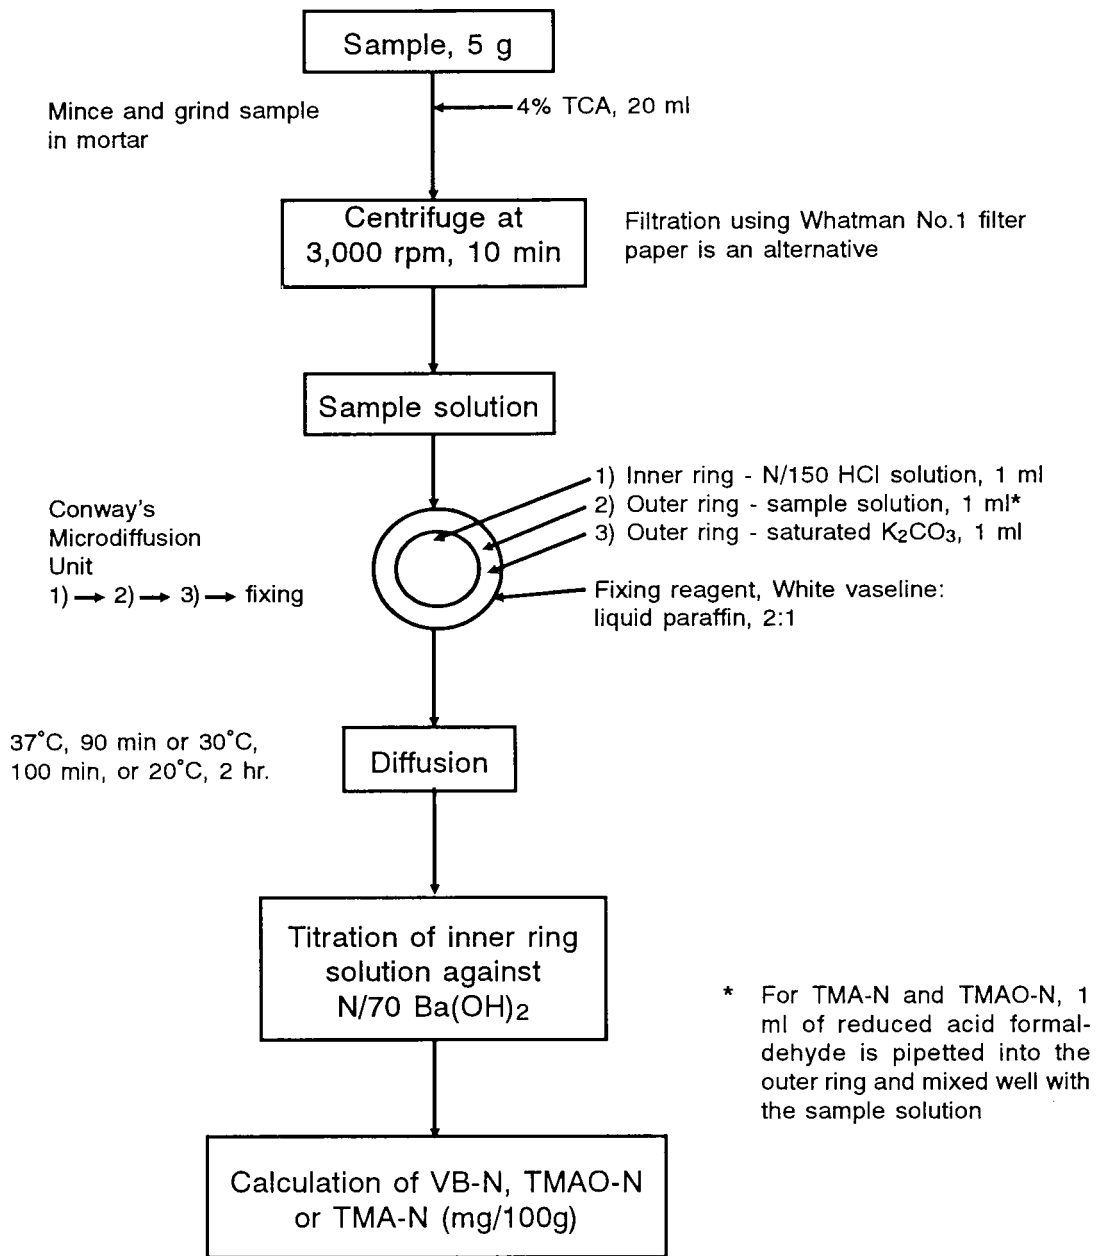 Sample, 5 g
Mince and grind sample
in mortar
4% TCA, 20 ml
Centrifuge at
3,000 rpm, 10 min
Filtration using Whatman No.1 filter
paper is an alternative
Sample solution
Conway's
Microdiffusion
Unit
1) → 2) → 3) → fixing
1) Inner ring - N/150 HCl solution, 1 ml
2) Outer ring - sample solution, 1 ml*
3) Outer ring - saturated K₂CO₃, 1 ml
Fixing reagent, White vaseline:
liquid paraffin, 2:1
37°C, 90 min or 30°C,
100 min, or 20°C, 2 hr.
Diffusion
Titration of inner ring
solution against
N/70 Ba(OH)₂
* For TMA-N and TMAO-N, 1
ml of reduced acid formal-
dehyde is pipetted into the
outer ring and mixed well with
the sample solution
Calculation of VB-N, TMAO-N
or TMA-N (mg/100g)